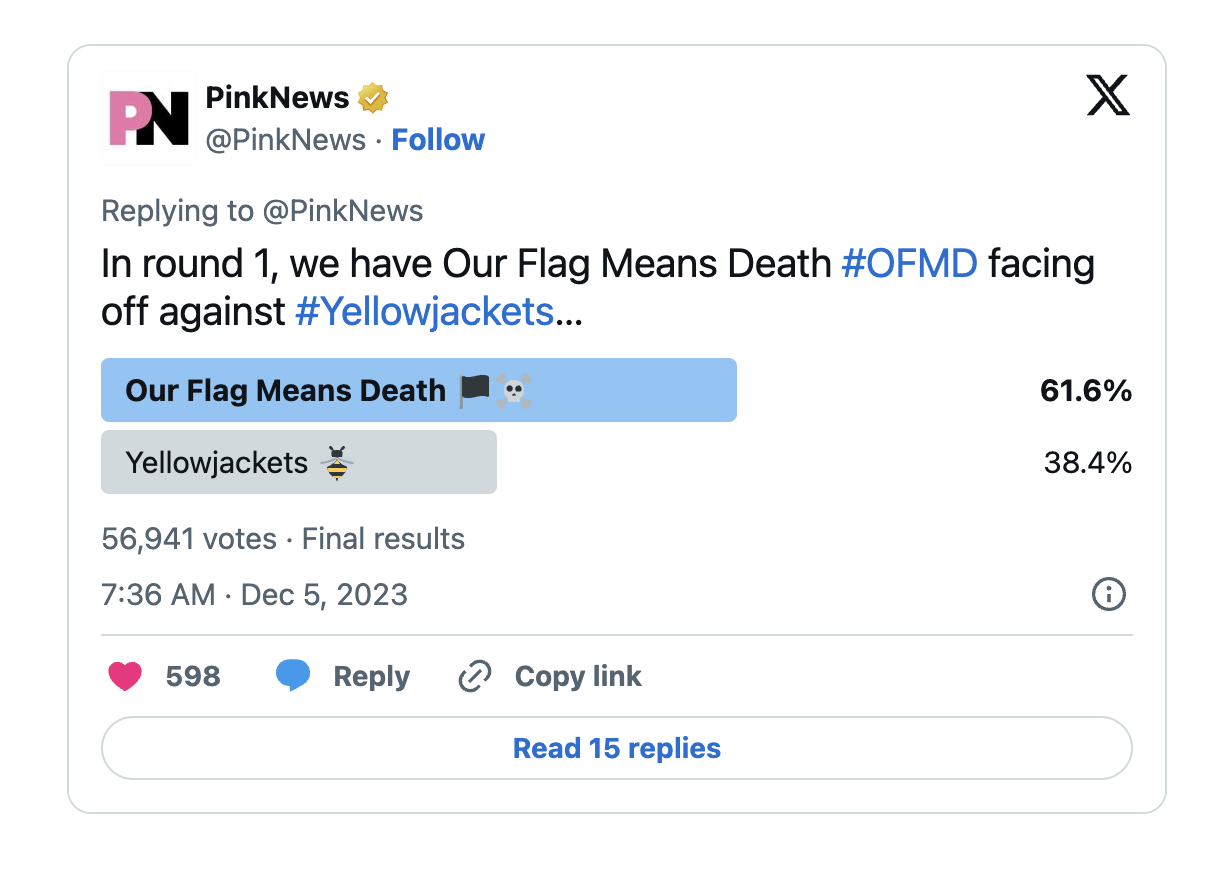 PN
PinkNews
@PinkNews · Follow
Replying to @PinkNews
In round 1, we have Our Flag Means Death #OFMD facing
off against #Yellowjackets...
Our Flag Means Death 🏴☠️ 61.6%
Yellowjackets 🐝 38.4%
56,941 votes · Final results
7:36 AM · Dec 5, 2023
598 Reply Copy link
Read 15 replies